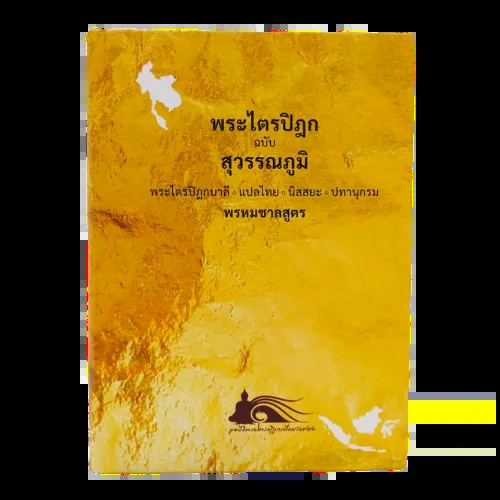 พระไตรปิฎก
ฉบับ
สุวรรณภูมิ
พระไตรปิฎกบาลี ◦ แปลไทย ◦ นิสสยะ ◦ ปทานุกรม
พรหมชาลสูตร